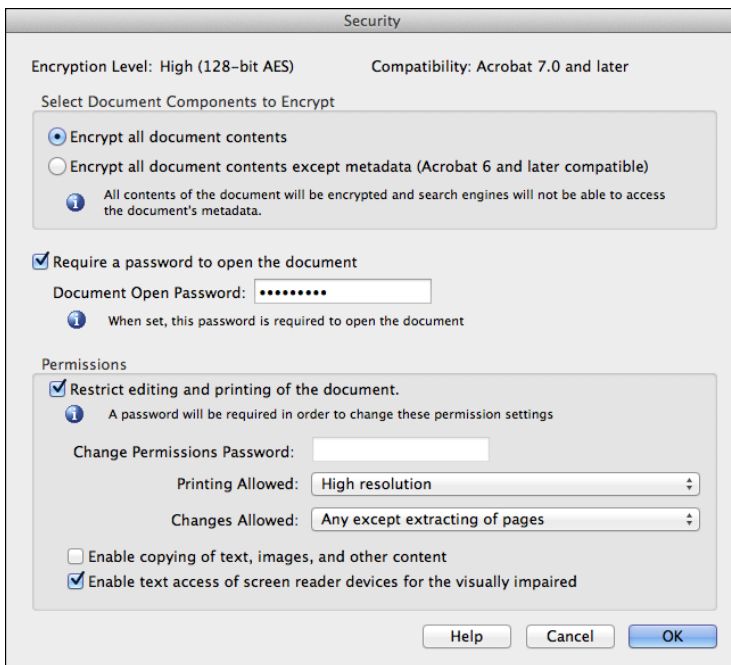 Security
Encryption Level: High (128-bit AES) Compatibility: Acrobat 7.0 and later
Select Document Components to Encrypt
Encrypt all document contents
Encrypt all document contents except metadata (Acrobat 6 and later compatible)
All contents of the document will be encrypted and search engines will not be able to access
the document's metadata.
Require a password to open the document
Document Open Password: •••••••••
When set, this password is required to open the document
Permissions
Restrict editing and printing of the document.
A password will be required in order to change these permission settings
Change Permissions Password:
Printing Allowed: High resolution
Changes Allowed: Any except extracting of pages
Enable copying of text, images, and other content
Enable text access of screen reader devices for the visually impaired
Help Cancel OK